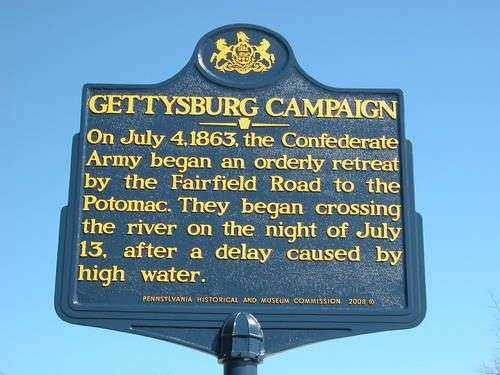 GETTYSBURG CAMPAIGN
On July 4, 1863, the Confederate
Army began an orderly retreat
by the Fairfield Road to the
Potomac. They began crossing
the river on the night of July
13, after a delay caused by
high water.
PENNSYLVANIA HISTORICAL AND MUSEUM COMMISSION 2008 ©